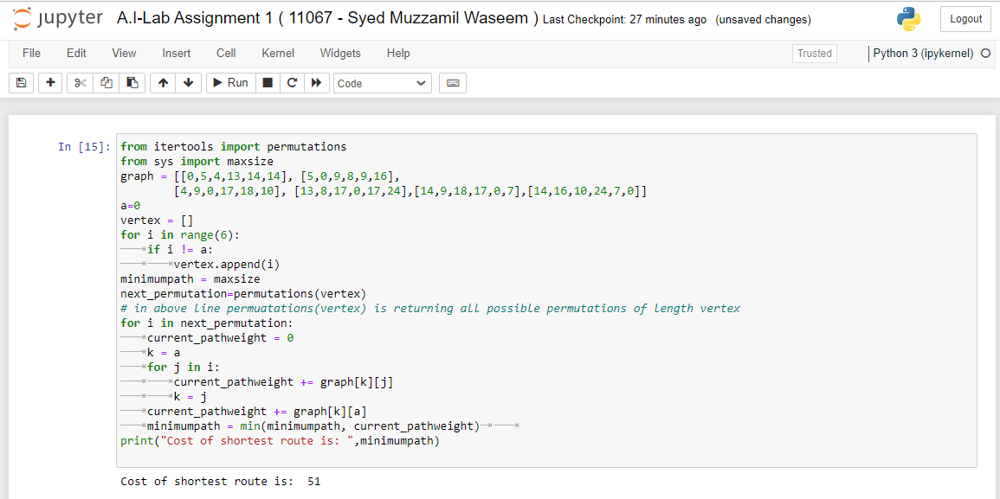 jupyter A.I-Lab Assignment 1 ( 11067 - Syed Muzzamil Waseem ) Last Checkpoint: 27 minutes ago (unsaved changes) Logout
File Edit View Insert Cell Kernel Widgets Help Trusted Python 3 (ipykernel)
Run Code
In [15]: from itertools import permutations
from sys import maxsize
graph = [[0,5,4,13,14,14], [5,0,9,8,9,16],
[4,9,0,17,18,10], [13,8,17,0,17,24],[14,9,18,17,0,7],[14,16,10,24,7,0]]
a=0
vertex = []
for i in range(6):
if i != a:
vertex.append(i)
minimumpath = maxsize
next_permutation=permutations(vertex)
# in above line permuatations(vertex) is returning all possible permutations of length vertex
for i in next_permutation:
current_pathweight = 0
k = a
for j in i:
current_pathweight += graph[k][j]
k = j
current_pathweight += graph[k][a]
minimumpath = min(minimumpath, current_pathweight)
print("Cost of shortest route is: ",minimumpath)
Cost of shortest route is:  51